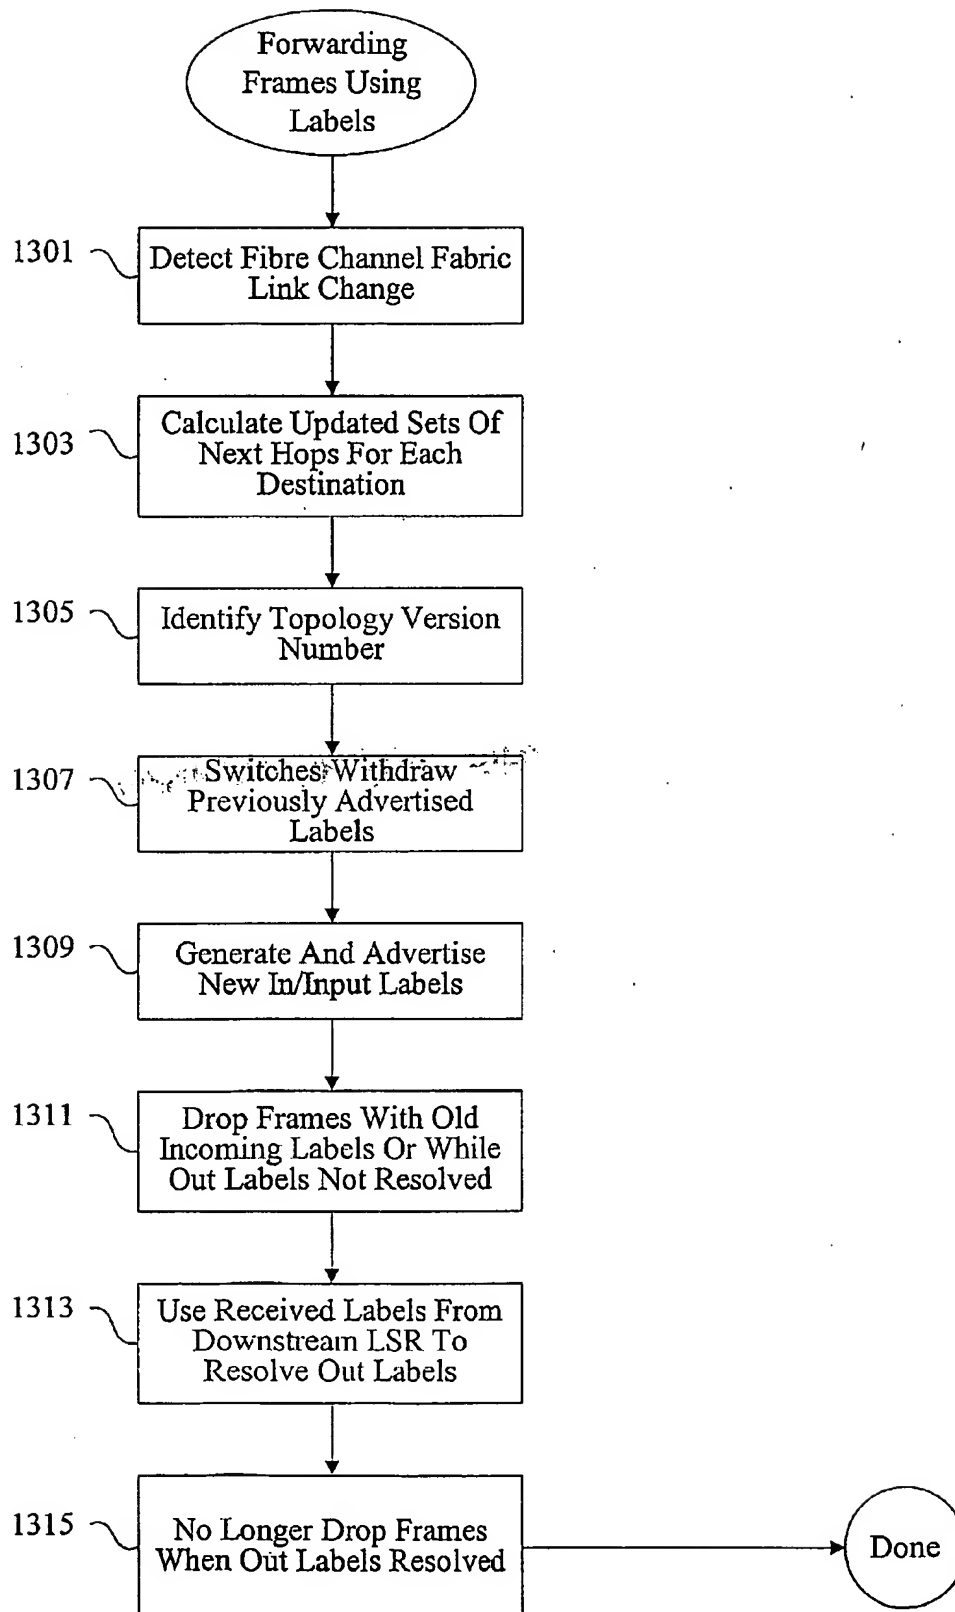 Forwarding
Frames Using
Labels
1301
Detect Fibre Channel Fabric
Link Change
1303
Calculate Updated Sets Of
Next Hops For Each
Destination
1305
Identify Topology Version
Number
1307
Switches Withdraw
Previously Advertised
Labels
1309
Generate And Advertise
New In/Input Labels
1311
Drop Frames With Old
Incoming Labels Or While
Out Labels Not Resolved
1313
Use Received Labels From
Downstream LSR To
Resolve Out Labels
1315
No Longer Drop Frames
When Out Labels Resolved
Done